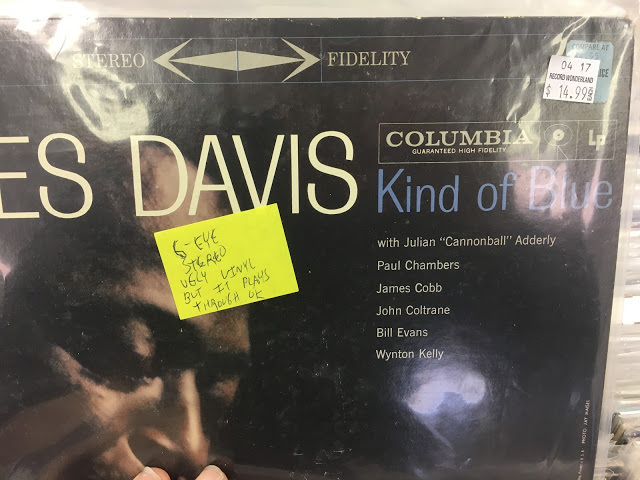 STEREO FIDELITY
COMPARE AT
04 17
RECORD WONDERLAND
$ 14.99
ES DAVIS
COLUMBIA Lp
GUARANTEED HIGH FIDELITY
Kind of Blue
with Julian "Cannonball" Adderly
Paul Chambers
James Cobb
John Coltrane
Bill Evans
Wynton Kelly
6-EYE
STEREO
UGLY VINYL
BUT IT PLAYS
THROUGH OK